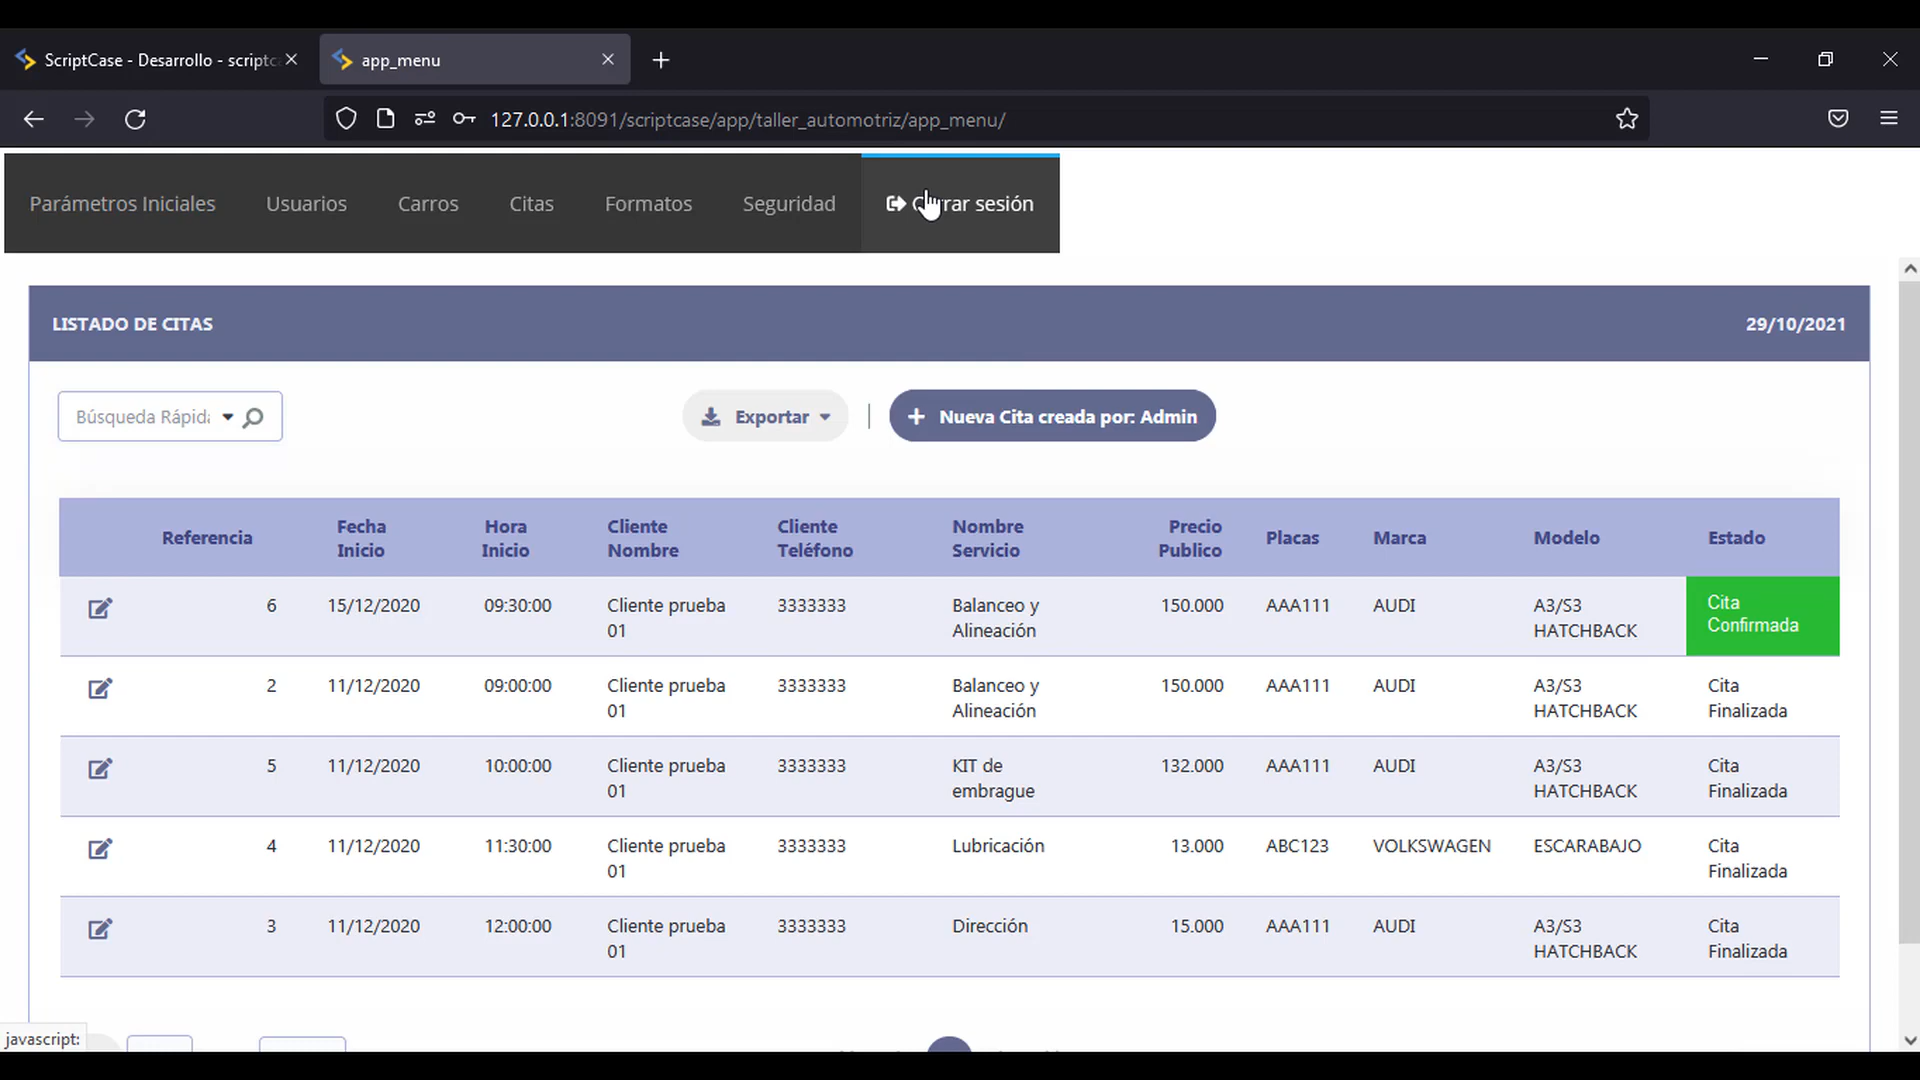 ScriptCase - Desarrollo - scriptc
app_menu
127.0.0.1:8091/scriptcase/app/taller_automotriz/app_menu/
Parámetros Iniciales Usuarios Carros Citas Formatos Seguridad Cerrar sesión
LISTADO DE CITAS 29/10/2021
Búsqueda Rápida Exportar | Nueva Cita creada por: Admin
Referencia Fecha Inicio Hora Inicio Cliente Nombre Cliente Teléfono Nombre Servicio Precio Publico Placas Marca Modelo Estado
6 15/12/2020 09:30:00 Cliente prueba 01 3333333 Balanceo y Alineación 150.000 AAA111 AUDI A3/S3 HATCHBACK Cita Confirmada
2 11/12/2020 09:00:00 Cliente prueba 01 3333333 Balanceo y Alineación 150.000 AAA111 AUDI A3/S3 HATCHBACK Cita Finalizada
5 11/12/2020 10:00:00 Cliente prueba 01 3333333 KIT de embrague 132.000 AAA111 AUDI A3/S3 HATCHBACK Cita Finalizada
4 11/12/2020 11:30:00 Cliente prueba 01 3333333 Lubricación 13.000 ABC123 VOLKSWAGEN ESCARABAJO Cita Finalizada
3 11/12/2020 12:00:00 Cliente prueba 01 3333333 Dirección 15.000 AAA111 AUDI A3/S3 HATCHBACK Cita Finalizada
javascript: